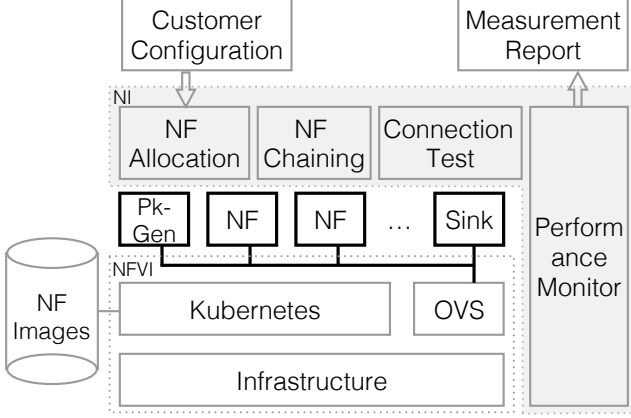 Customer
Configuration
Measurement
Report
NI
NF
Allocation
NF
Chaining
Connection
Test
Pk-
Gen
NF
NF
...
Sink
Perform
ance
Monitor
NFVI
NF
Images
Kubernetes
OVS
Infrastructure